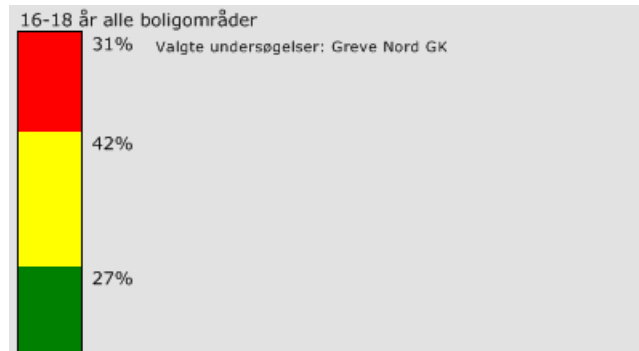 16-18 år alle boligområder
31% Valgte undersøgelser: Greve Nord GK
42%
27%